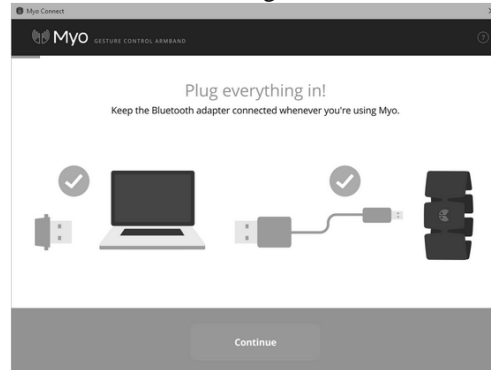 Myo Connect
Myo GESTURE CONTROL ARMBAND
?
Plug everything in!
Keep the Bluetooth adapter connected whenever you're using Myo.
Continue